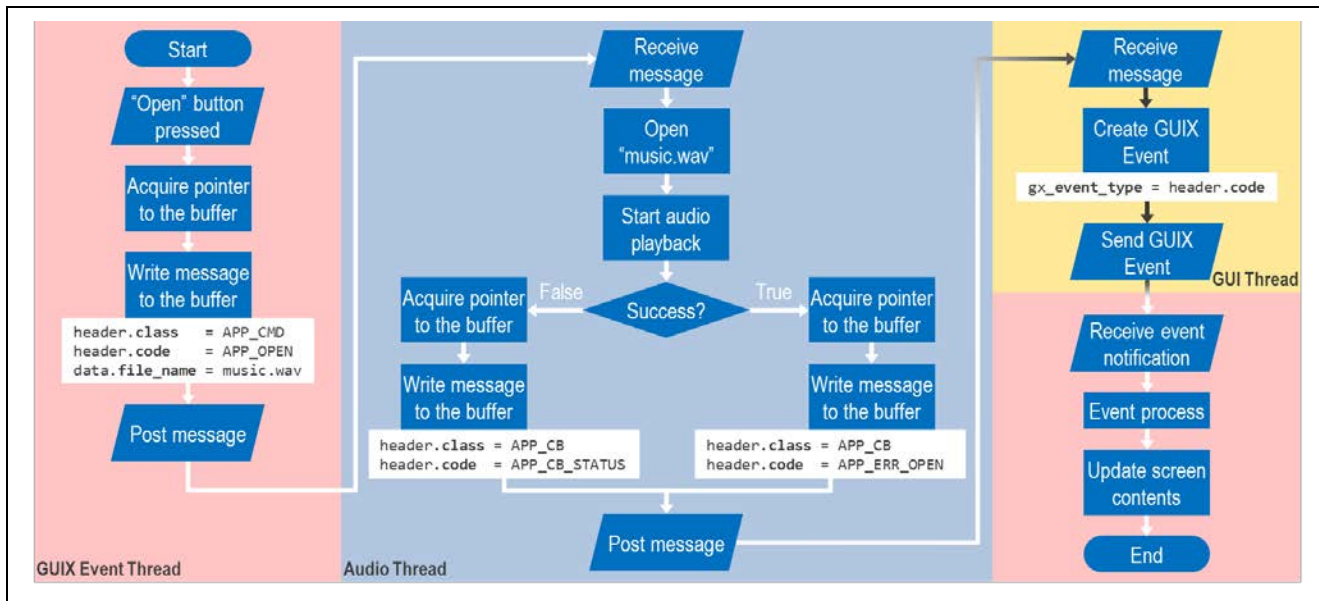 Start
“Open” button
pressed
Acquire pointer
to the buffer
Write message
to the buffer
header.class   = APP_CMD
header.code    = APP_OPEN
data.file_name = music.wav
Post message
GUIX Event Thread
Receive
message
Open
“music.wav”
Start audio
playback
Success?
False
True
Acquire pointer
to the buffer
Write message
to the buffer
header.class = APP_CB
header.code  = APP_CB_STATUS
Acquire pointer
to the buffer
Write message
to the buffer
header.class = APP_CB
header.code  = APP_ERR_OPEN
Post message
Audio Thread
Receive
message
Create GUIX
Event
gx_event_type = header.code
Send GUIX
Event
GUI Thread
Receive event
notification
Event process
Update screen
contents
End